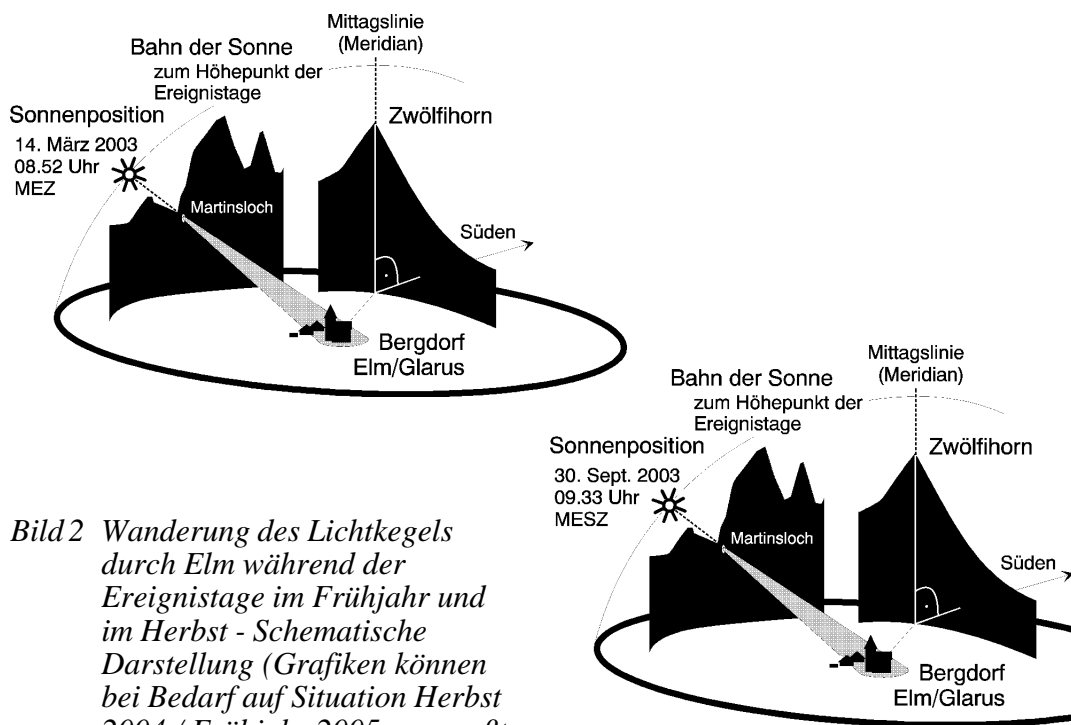 Mittagslinie
(Meridian)
Bahn der Sonne
zum Höhepunkt der
Ereignistage
Sonnenposition
14. März 2003
08.52 Uhr
MEZ
Zwölfihorn
Martinsloch
Süden
Bergdorf
Elm/Glarus
Mittagslinie
(Meridian)
Bahn der Sonne
zum Höhepunkt der
Ereignistage
Sonnenposition
30. Sept. 2003
09.33 Uhr
MESZ
Zwölfihorn
Martinsloch
Süden
Bergdorf
Elm/Glarus
Bild 2 Wanderung des Lichtkegels
durch Elm während der
Ereignistage im Frühjahr und
im Herbst - Schematische
Darstellung (Grafiken können
bei Bedarf auf Situation Herbst
2004 / Frühjahr 2005